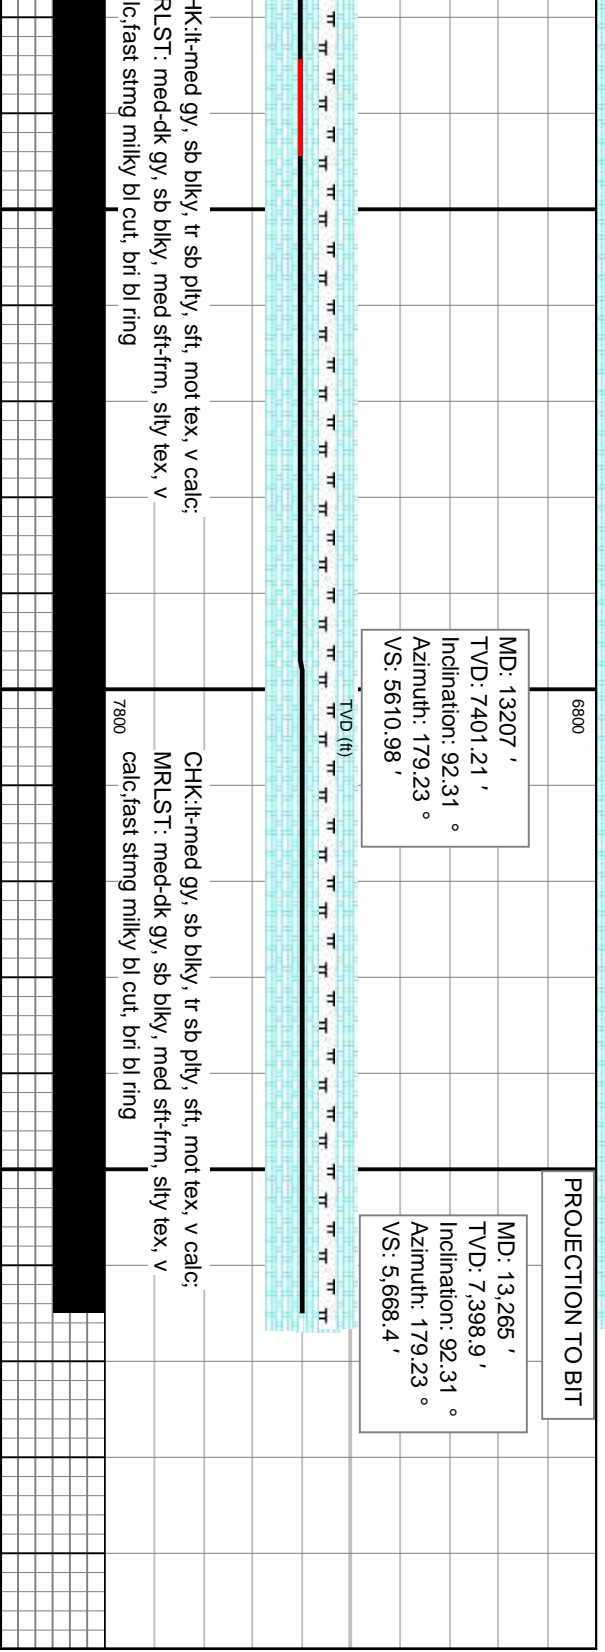 HK:lt-med gy, sb blky, tr sb plty, sft, mot tex, v calc;
RLST: med-dk gy, sb blky, med sft-frm, slty tex, v
lc,fast stmg milky bl cut, bri bl ring
MD: 13207 '
TVD: 7401.21 '
Inclination: 92.31 °
Azimuth: 179.23 °
VS: 5610.98 '
6800
TVD (ft)
7800
CHK:lt-med gy, sb blky, tr sb plty, sft, mot tex, v calc;
MRLST: med-dk gy, sb blky, med sft-frm, slty tex, v
calc,fast stmg milky bl cut, bri bl ring
PROJECTION TO BIT
MD: 13,265 '
TVD: 7,398.9 '
Inclination: 92.31 °
Azimuth: 179.23 °
VS: 5,668.4 '